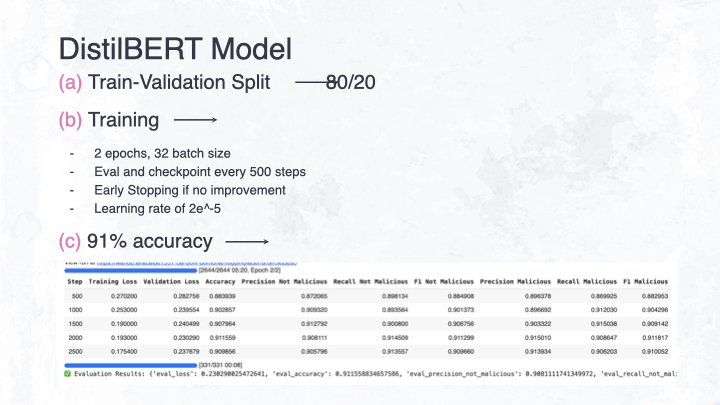 DistilBERT Model
(a) Train-Validation Split 80/20
(b) Training
- 2 epochs, 32 batch size
- Eval and checkpoint every 500 steps
- Early Stopping if no improvement
- Learning rate of 2e^-5
(c) 91% accuracy
[2644/2644 05:20, Epoch 2/2]
Step Training Loss Validation Loss Accuracy Precision Not Malicious Recall Not Malicious F1 Not Malicious Precision Malicious Recall Malicious F1 Malicious
500 0.270200 0.282756 0.883939 0.872065 0.898134 0.884908 0.896378 0.869925 0.882953
1000 0.253000 0.239554 0.902857 0.909320 0.893564 0.901373 0.896692 0.912030 0.904296
1500 0.190000 0.240499 0.907964 0.912792 0.900800 0.906756 0.903322 0.915038 0.909142
2000 0.192000 0.230290 0.911559 0.908111 0.914509 0.911299 0.915010 0.908647 0.911817
2500 0.175400 0.237879 0.909856 0.905796 0.913557 0.909660 0.913934 0.906203 0.910052
[331/331 00:08]
✅ Evaluation Results: {'eval_loss': 0.230290025472641, 'eval_accuracy': 0.911558834657586, 'eval_precision_not_malicious': 0.9081111741349972, 'eval_recall_not_mal